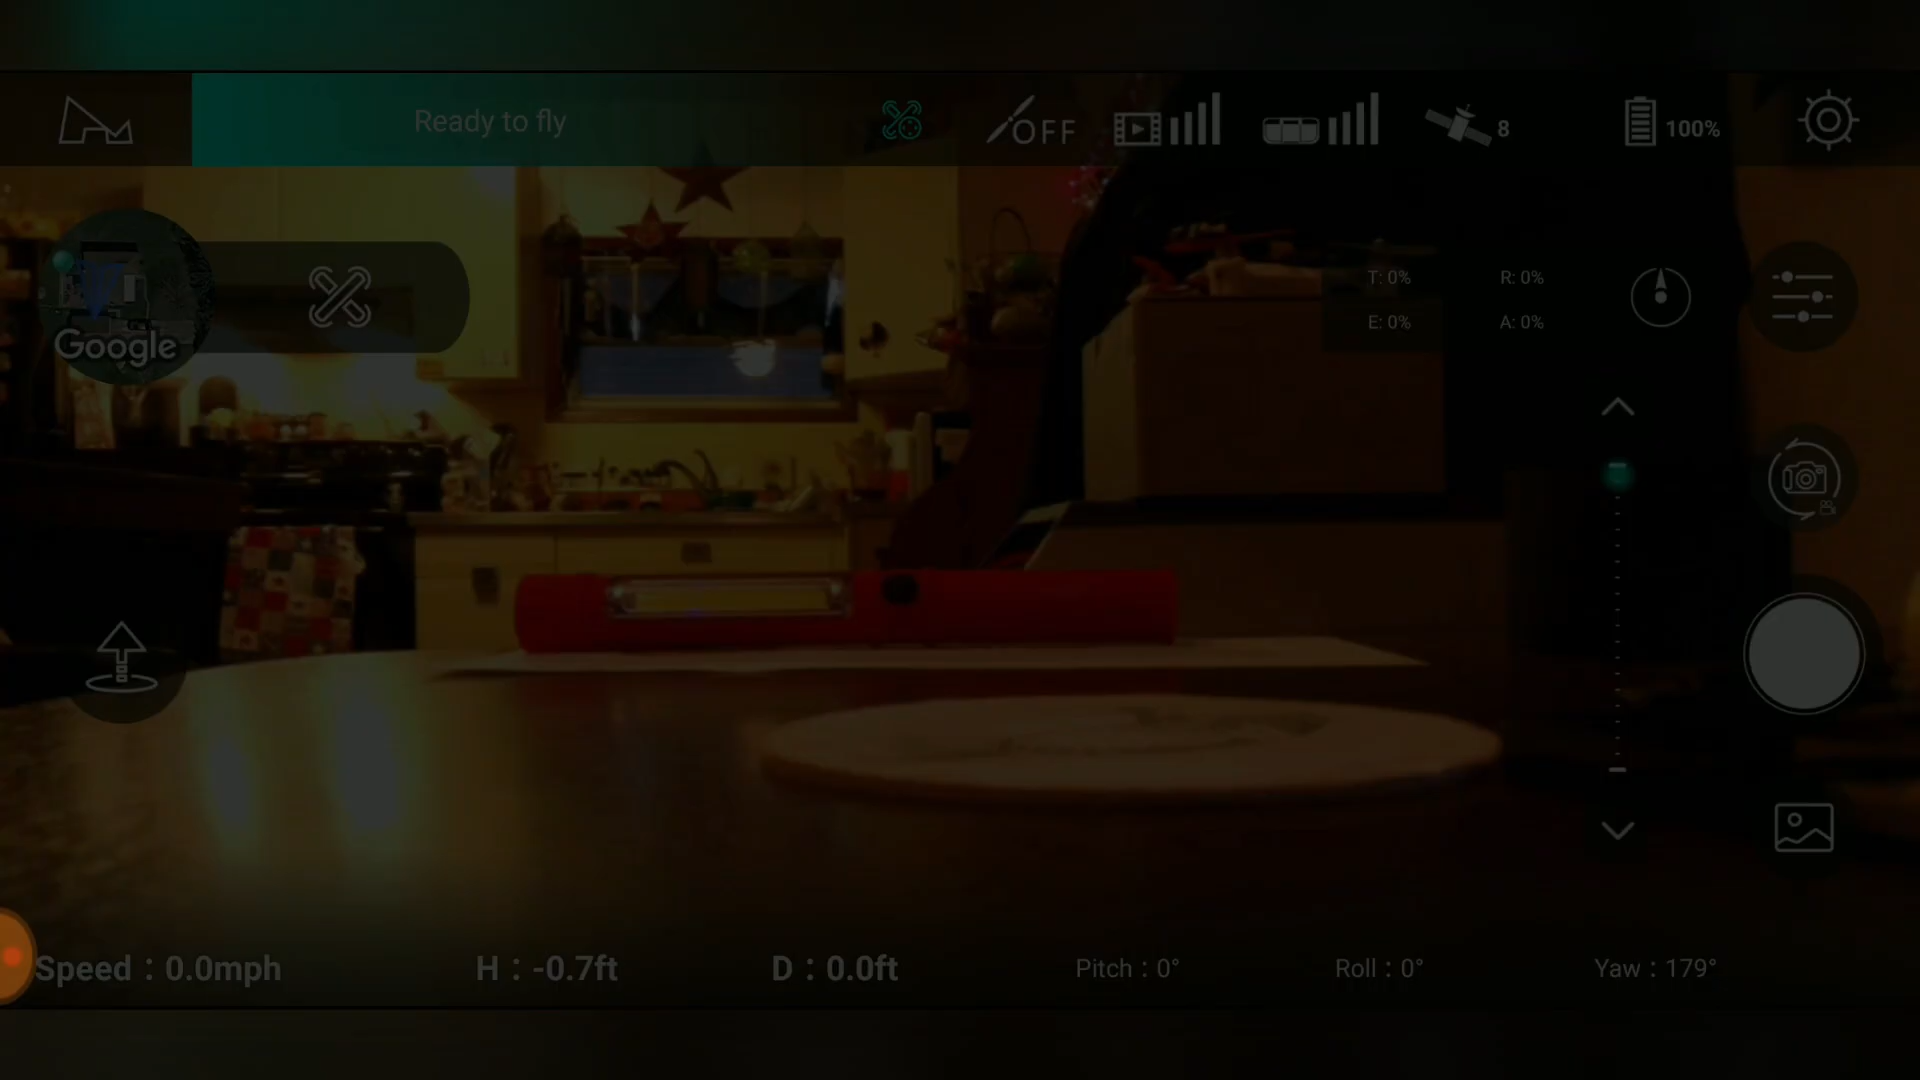 Ready to fly
OFF
8
100%
Google
T: 0%
R: 0%
E: 0%
A: 0%
Speed : 0.0mph
H : -0.7ft
D : 0.0ft
Pitch : 0°
Roll : 0°
Yaw : 179°